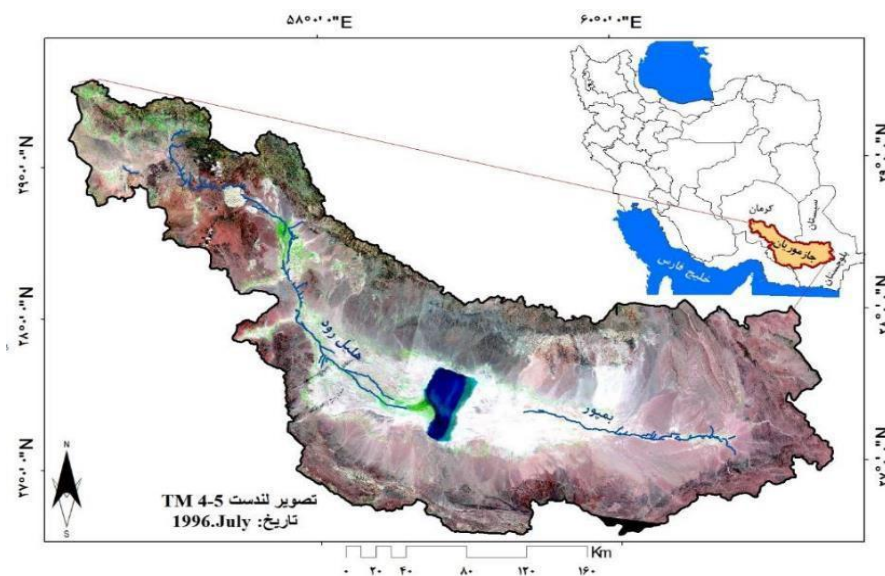 ۵۸°۰'۰"E
۶۰°۰'۰"E
۲۹°۰'۰"N
۲۸°۰'۰"N
۲۷°۰'۰"N
کرمان
سیستان
بلوچستان
جازموریان
خلیج فارس
هلیل رود
بمپور
N
S
تصویر لندست TM 4-5
تاریخ: 1996.July
Km
۰ ۲۰ ۴۰ ۸۰ ۱۲۰ ۱۶۰